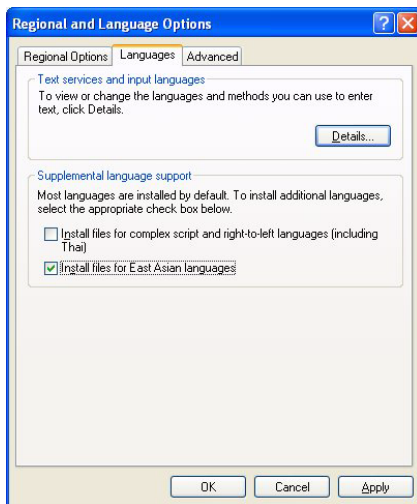 Regional and Language Options
Regional Options Languages Advanced
Text services and input languages
To view or change the languages and methods you can use to enter
text, click Details.
Details...
Supplemental language support
Most languages are installed by default. To install additional languages,
select the appropriate check box below.
Install files for complex script and right-to-left languages (including
Thai)
Install files for East Asian languages
OK Cancel Apply